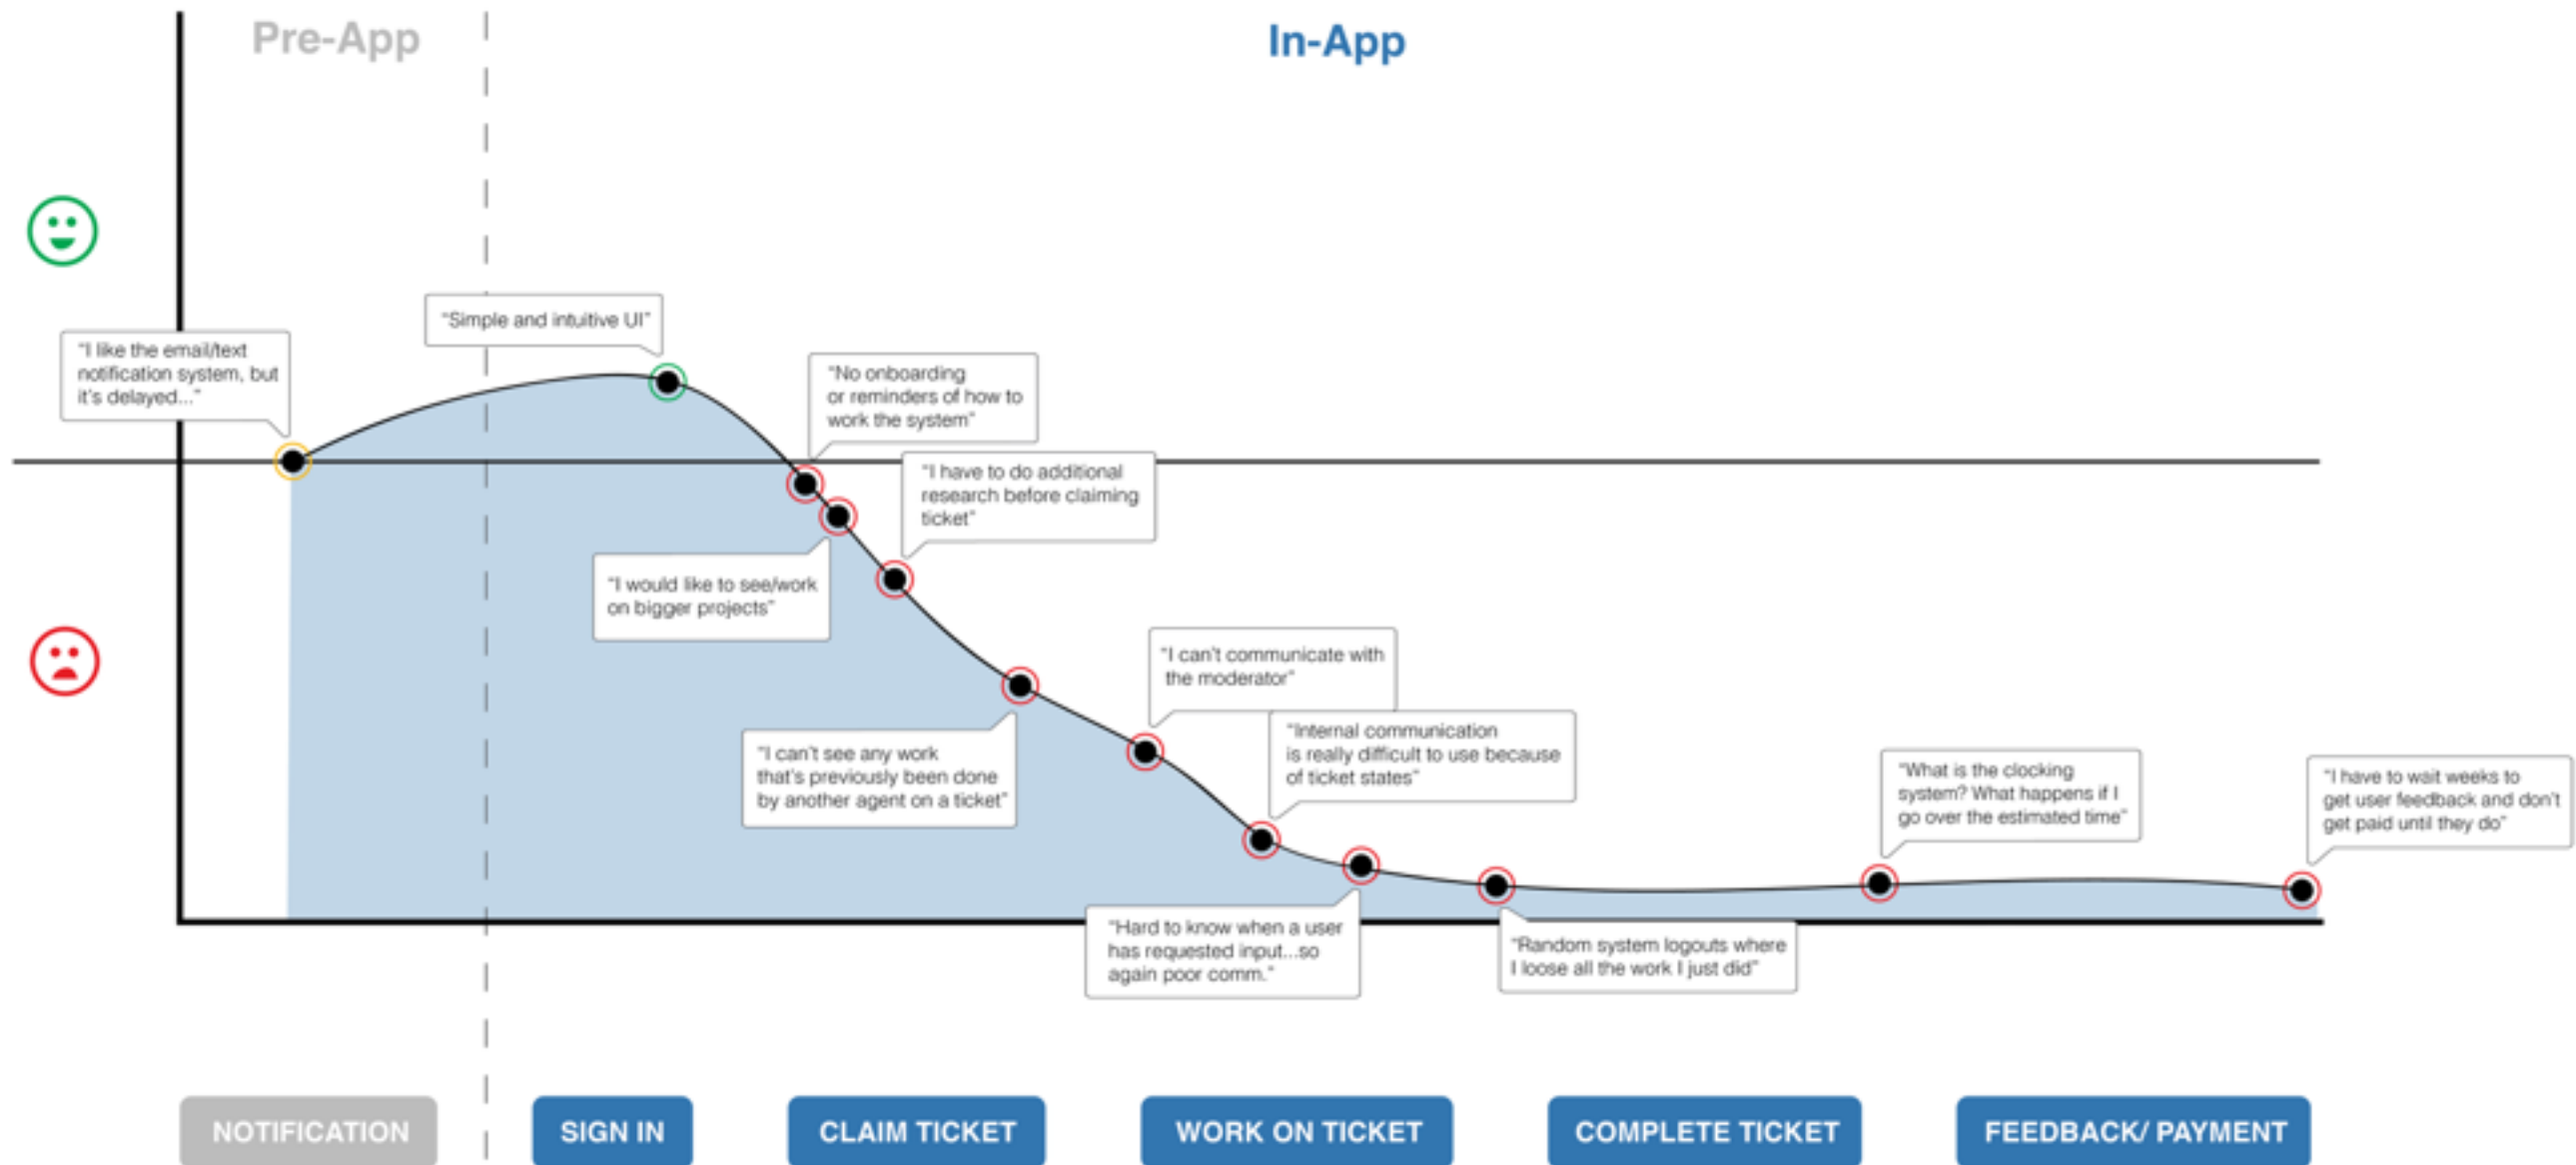 Pre-App
In-App
"Simple and intuitive UI"
"I like the email/text
notification system, but
it's delayed..."
"No onboarding
or reminders of how to
work the system"
"I have to do additional
research before claiming
ticket"
"I would like to see/work
on bigger projects"
"I can't communicate with
the moderator"
"I can't see any work
that's previously been done
by another agent on a ticket"
"Internal communication
is really difficult to use because
of ticket states"
"What is the clocking
system? What happens if I
go over the estimated time"
"I have to wait weeks to
get user feedback and don't
get paid until they do"
"Hard to know when a user
has requested input...so
again poor comm."
"Random system logouts where
I loose all the work I just did"
NOTIFICATION
SIGN IN
CLAIM TICKET
WORK ON TICKET
COMPLETE TICKET
FEEDBACK/ PAYMENT